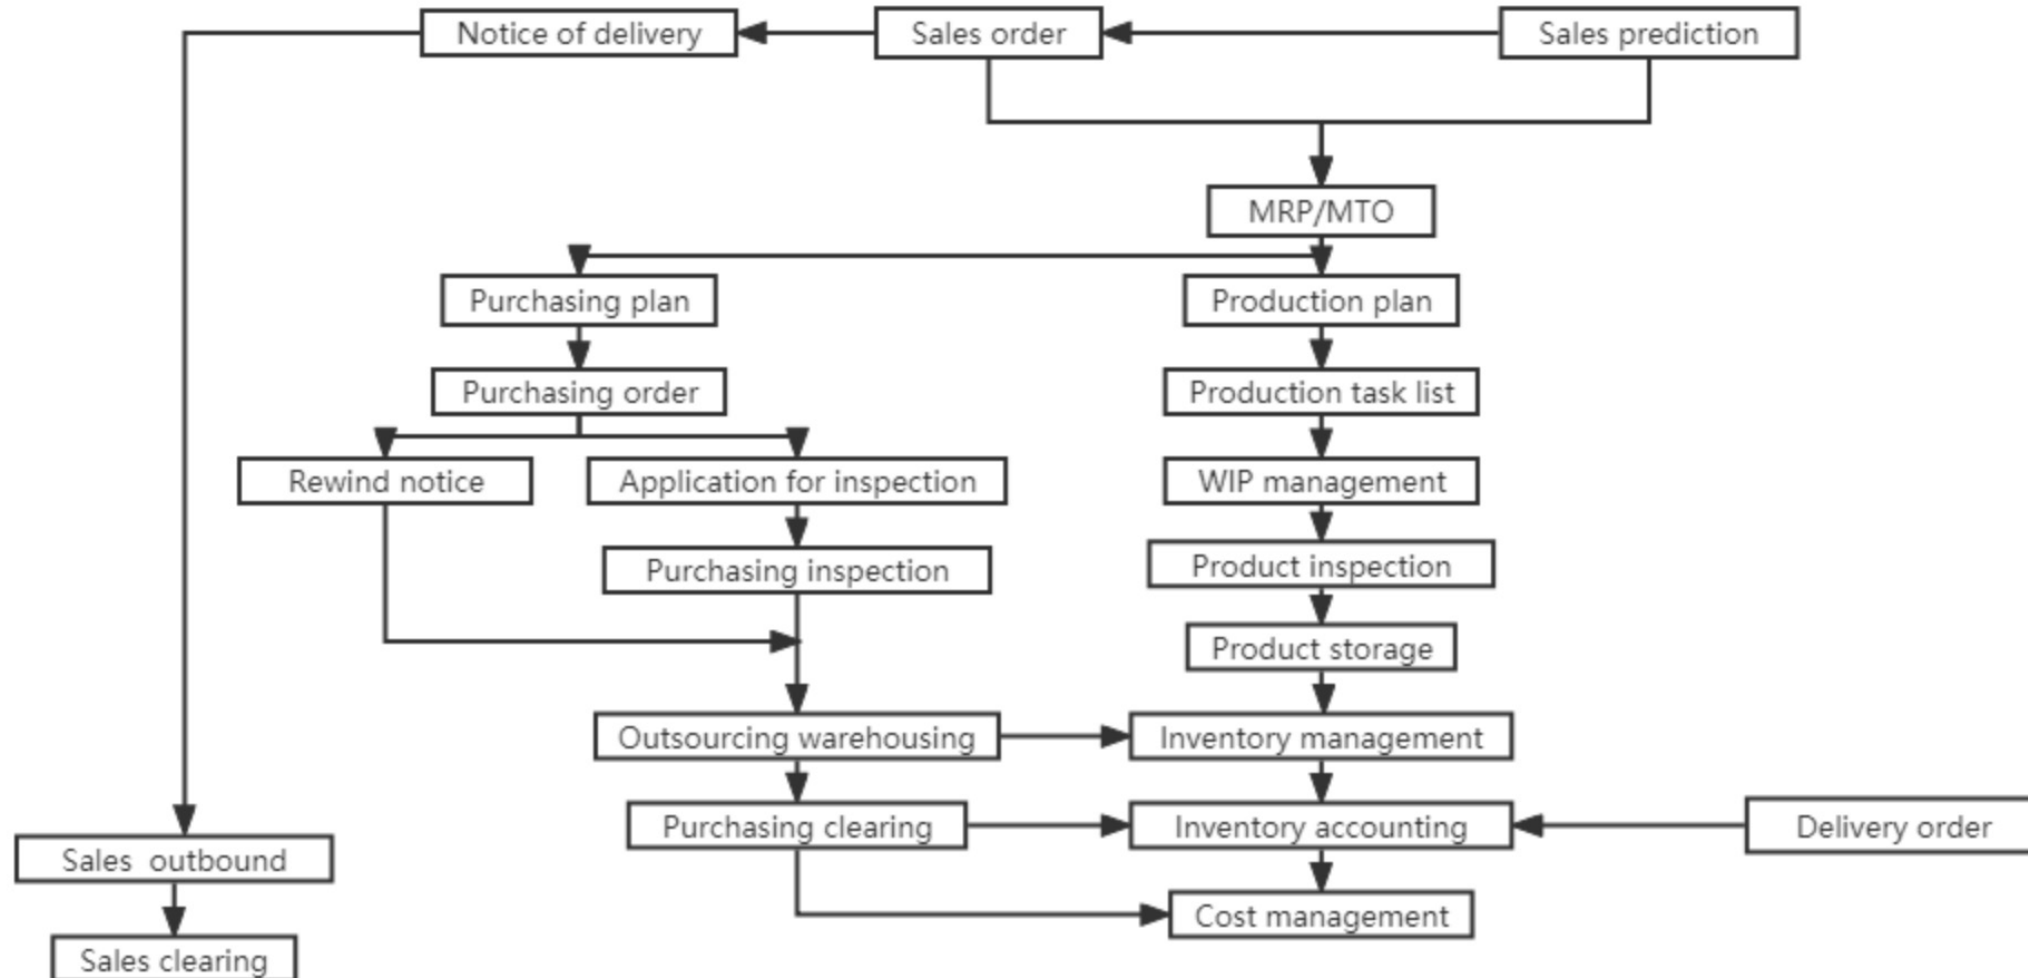 Notice of delivery
Sales order
Sales prediction
MRP/MTO
Purchasing plan
Production plan
Purchasing order
Production task list
Rewind notice
Application for inspection
WIP management
Purchasing inspection
Product inspection
Product storage
Outsourcing warehousing
Inventory management
Purchasing clearing
Inventory accounting
Delivery order
Sales  outbound
Cost management
Sales clearing